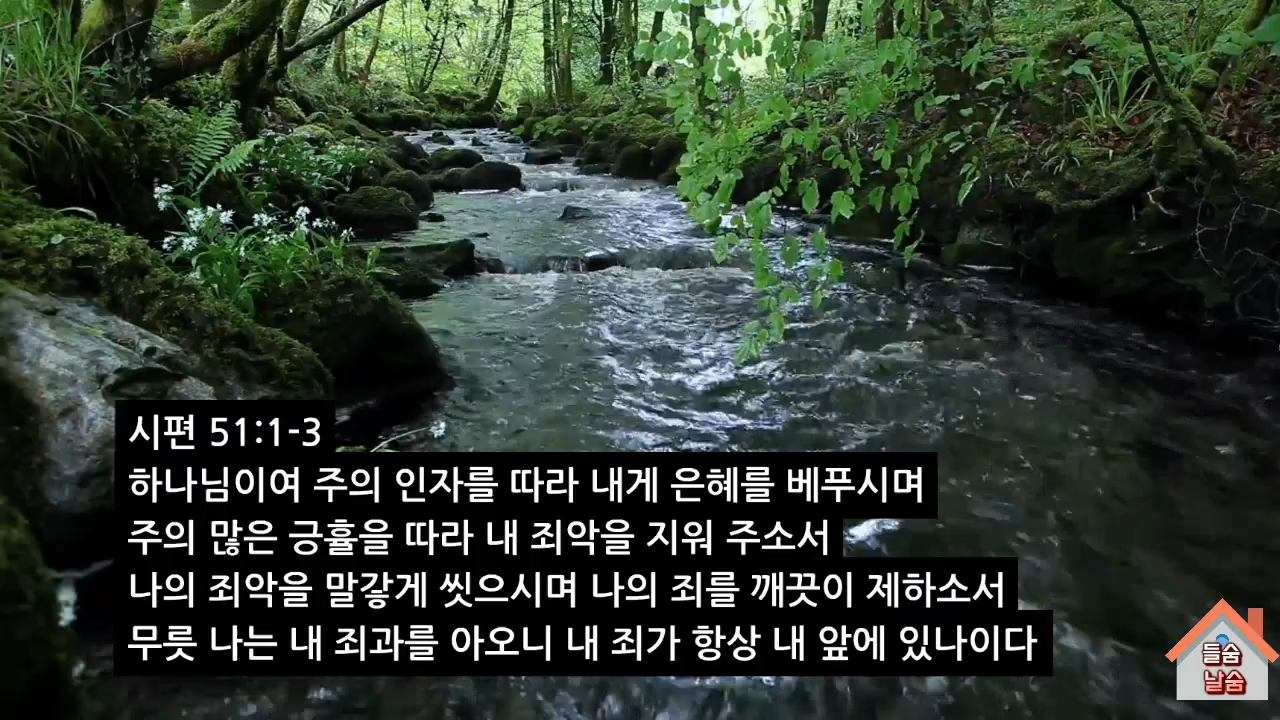 시편 51:1-3
하나님이여 주의 인자를 따라 내게 은혜를 베푸시며
주의 많은 긍휼을 따라 내 죄악을 지워 주소서
나의 죄악을 말갛게 씻으시며 나의 죄를 깨끗이 제하소서
무릇 나는 내 죄과를 아오니 내 죄가 항상 내 앞에 있나이다
들숨
날숨